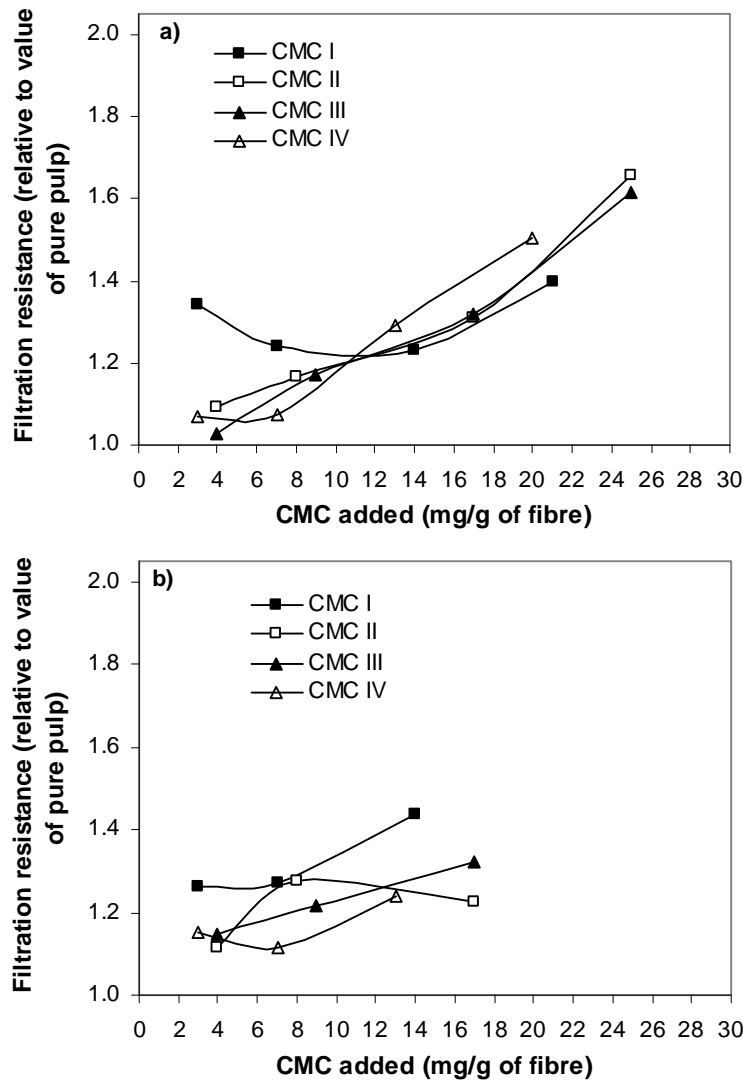 a)
CMC I
CMC II
CMC III
CMC IV
Filtration resistance (relative to value
of pure pulp)
2.0
1.8
1.6
1.4
1.2
1.0
0 2 4 6 8 10 12 14 16 18 20 22 24 26 28 30
CMC added (mg/g of fibre)
b)
CMC I
CMC II
CMC III
CMC IV
Filtration resistance (relative to value
of pure pulp)
2.0
1.8
1.6
1.4
1.2
1.0
0 2 4 6 8 10 12 14 16 18 20 22 24 26 28 30
CMC added (mg/g of fibre)